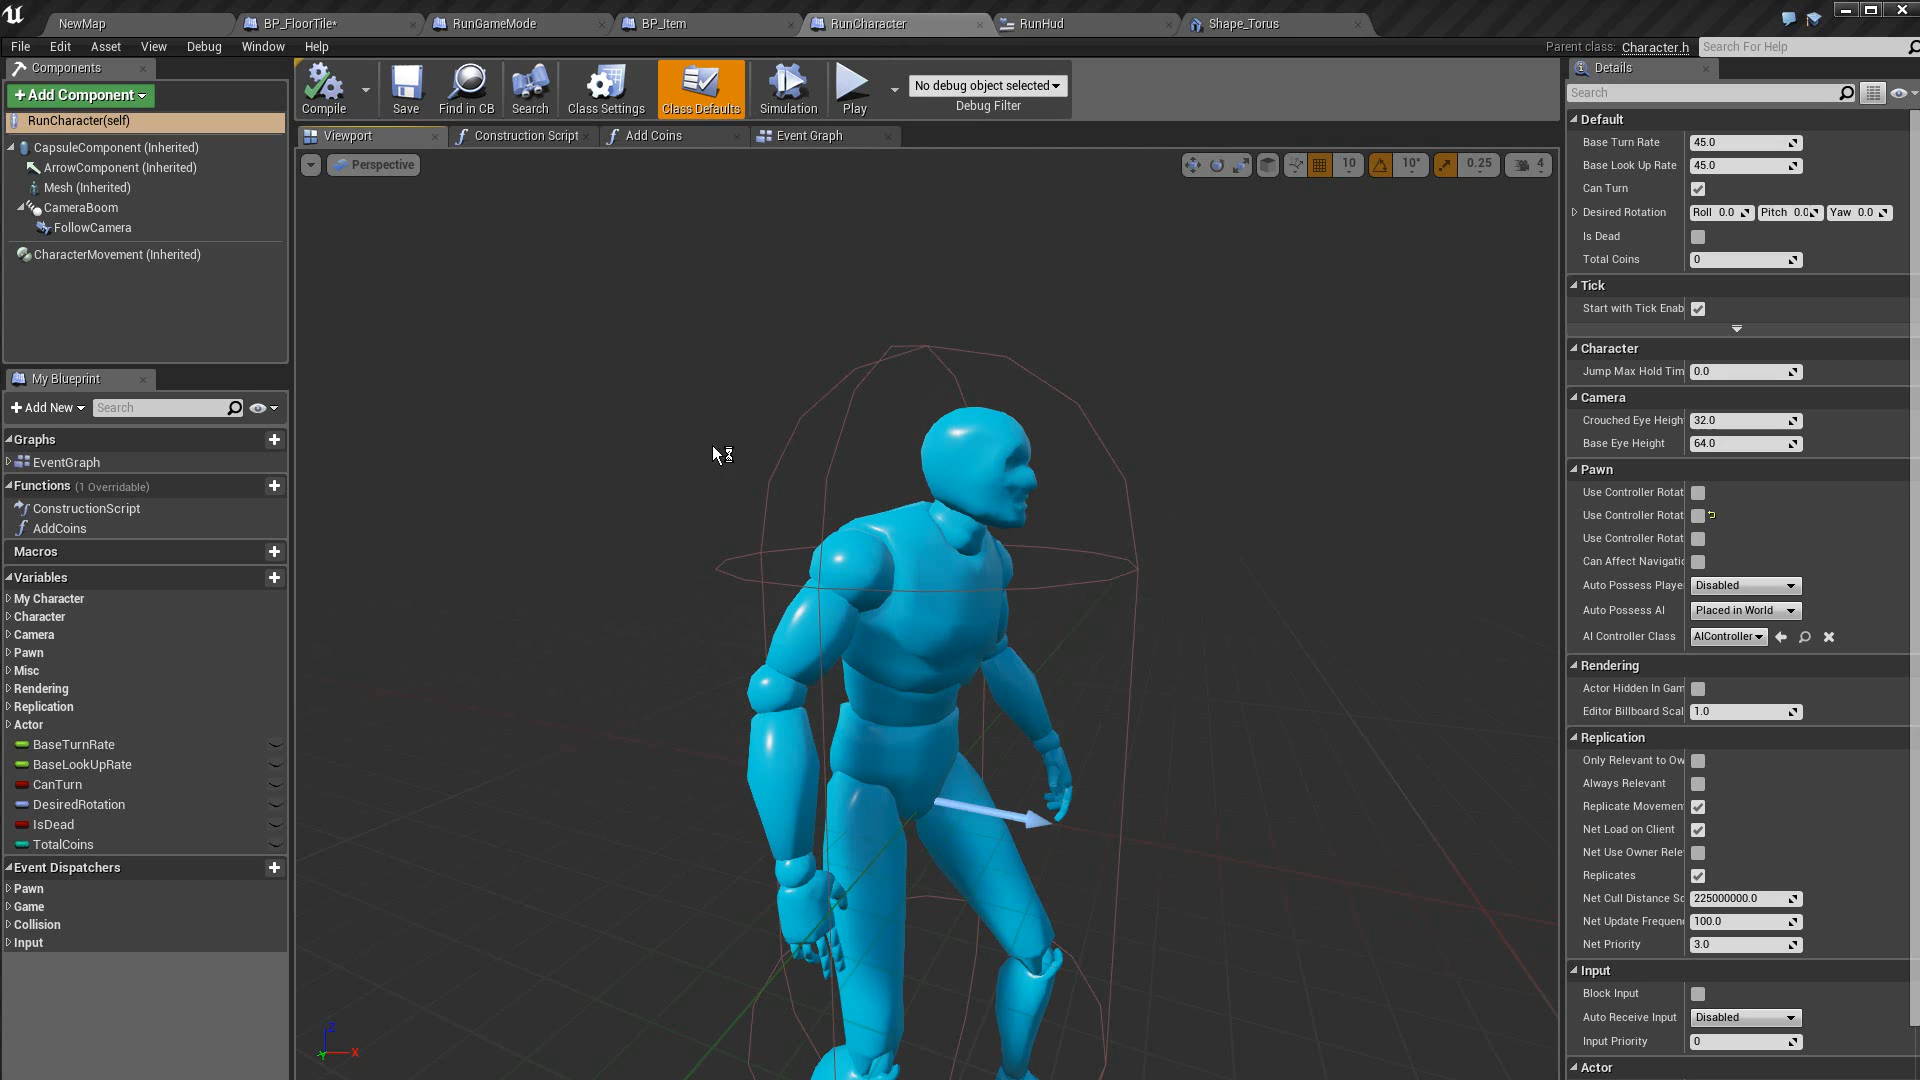 NewMap
BP_FloorTile*
RunGameMode
BP_Item
RunCharacter
RunHud
Shape_Torus
File Edit Asset View Debug Window Help
Parent class: Character.h
Search For Help
Components
+ Add Component
RunCharacter(self)
CapsuleComponent (Inherited)
ArrowComponent (Inherited)
Mesh (Inherited)
CameraBoom
FollowCamera
CharacterMovement (Inherited)
My Blueprint
+ Add New
Search
Graphs
EventGraph
Functions (1 Overridable)
ConstructionScript
AddCoins
Macros
Variables
My Character
Character
Camera
Pawn
Misc
Rendering
Replication
Actor
BaseTurnRate
BaseLookUpRate
CanTurn
DesiredRotation
IsDead
TotalCoins
Event Dispatchers
Pawn
Game
Collision
Input
Compile
Save
Find in CB
Search
Class Settings
Class Defaults
Simulation
Play
No debug object selected
Debug Filter
Viewport
Construction Script
Add Coins
Event Graph
Perspective
10
10°
0.25
4
Z
Y
X
Details
Search
Default
Base Turn Rate 45.0
Base Look Up Rate 45.0
Can Turn
Desired Rotation Roll 0.0 Pitch 0.0 Yaw 0.0
Is Dead
Total Coins 0
Tick
Start with Tick Enab
Character
Jump Max Hold Tim 0.0
Camera
Crouched Eye Heigh 32.0
Base Eye Height 64.0
Pawn
Use Controller Rotat
Use Controller Rotat
Use Controller Rotat
Can Affect Navigatio
Auto Possess Playe Disabled
Auto Possess AI Placed in World
AI Controller Class AIController
Rendering
Actor Hidden In Gam
Editor Billboard Scal 1.0
Replication
Only Relevant to Ow
Always Relevant
Replicate Movemen
Net Load on Client
Net Use Owner Rele
Replicates
Net Cull Distance Sq 225000000.0
Net Update Frequen 100.0
Net Priority 3.0
Input
Block Input
Auto Receive Input Disabled
Input Priority 0
Actor